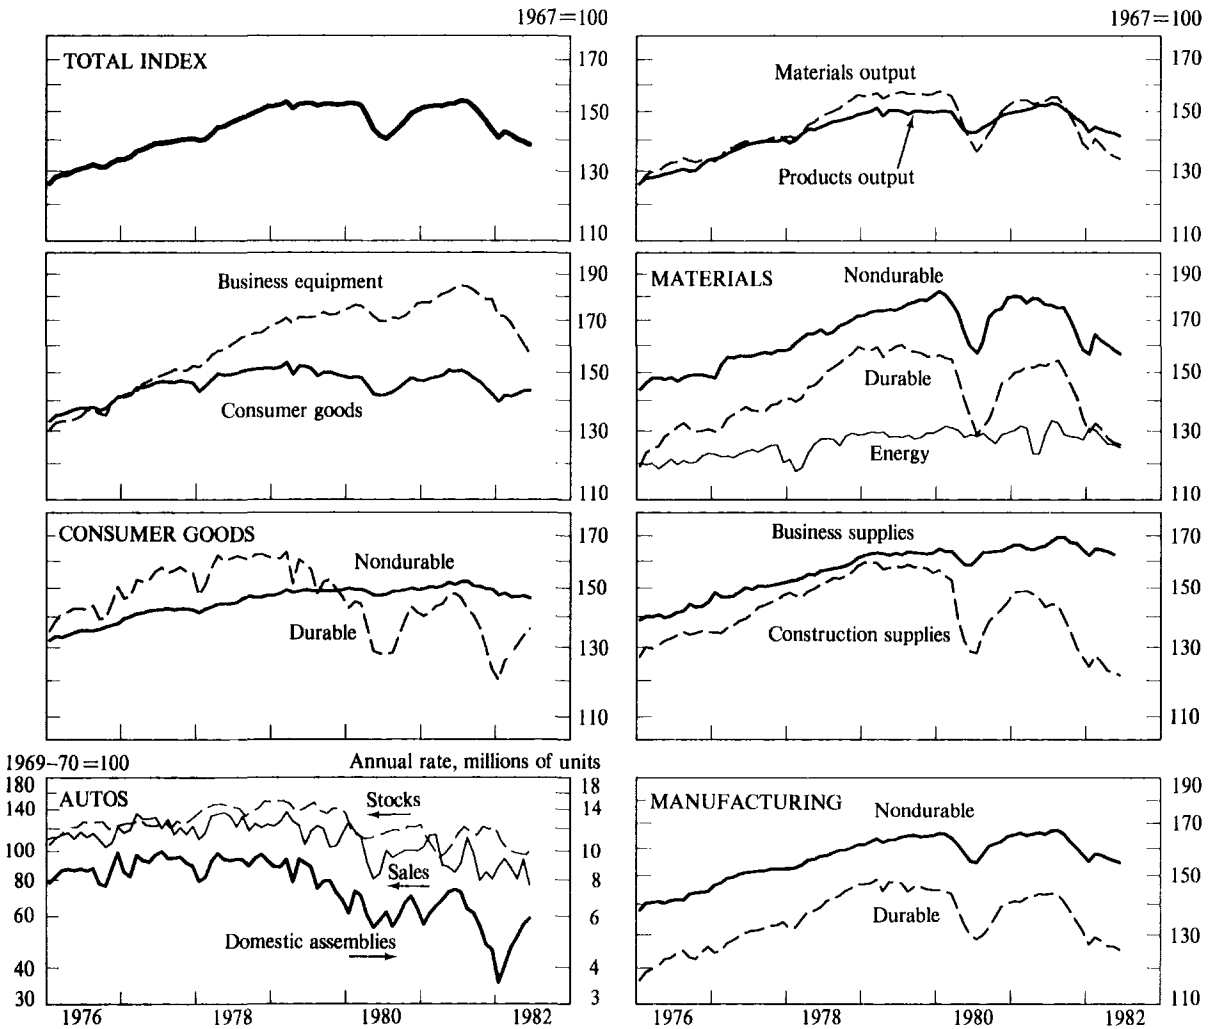 1967=100
1967=100
TOTAL INDEX
170
150
130
110
Materials output
Products output
170
150
130
110
Business equipment
Consumer goods
190
170
150
130
110
MATERIALS
Nondurable
Durable
Energy
190
170
150
130
110
CONSUMER GOODS
Nondurable
Durable
170
150
130
110
Business supplies
Construction supplies
170
150
130
110
1969–70=100
Annual rate, millions of units
180
140
100
80
60
40
30
AUTOS
Stocks
Sales
Domestic assemblies
18
14
10
8
6
4
3
MANUFACTURING
Nondurable
Durable
190
170
150
130
110
1976 1978 1980 1982
1976 1978 1980 1982